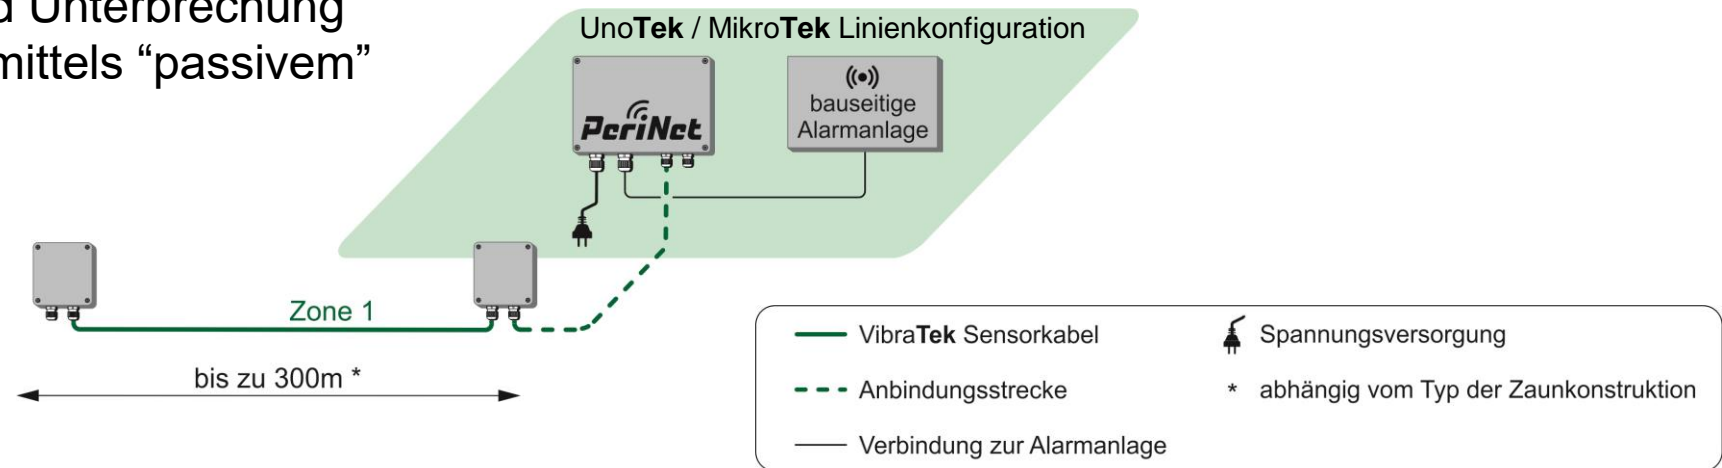 d Unterbrechung
mittels “passivem”
UnoTek / MikroTek Linienkonfiguration
PeriNet
bauseitige
Alarmanlage
Zone 1
bis zu 300m *
VibraTek Sensorkabel
Anbindungsstrecke
Verbindung zur Alarmanlage
Spannungsversorgung
* abhängig vom Typ der Zaunkonstruktion